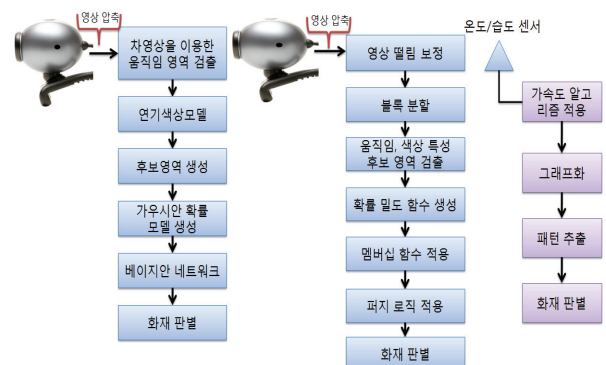 영상 압축
차영상을 이용한
움직임 영역 검출
연기색상모델
후보영역 생성
가우시안 확률
모델 생성
베이지안 네트워크
화재 판별
영상 압축
영상 떨림 보정
블록 분할
움직임, 색상 특성
후보 영역 검출
확률 밀도 함수 생성
멤버십 함수 적용
퍼지 로직 적용
화재 판별
온도/습도 센서
가속도 알고
리즘 적용
그래프화
패턴 추출
화재 판별